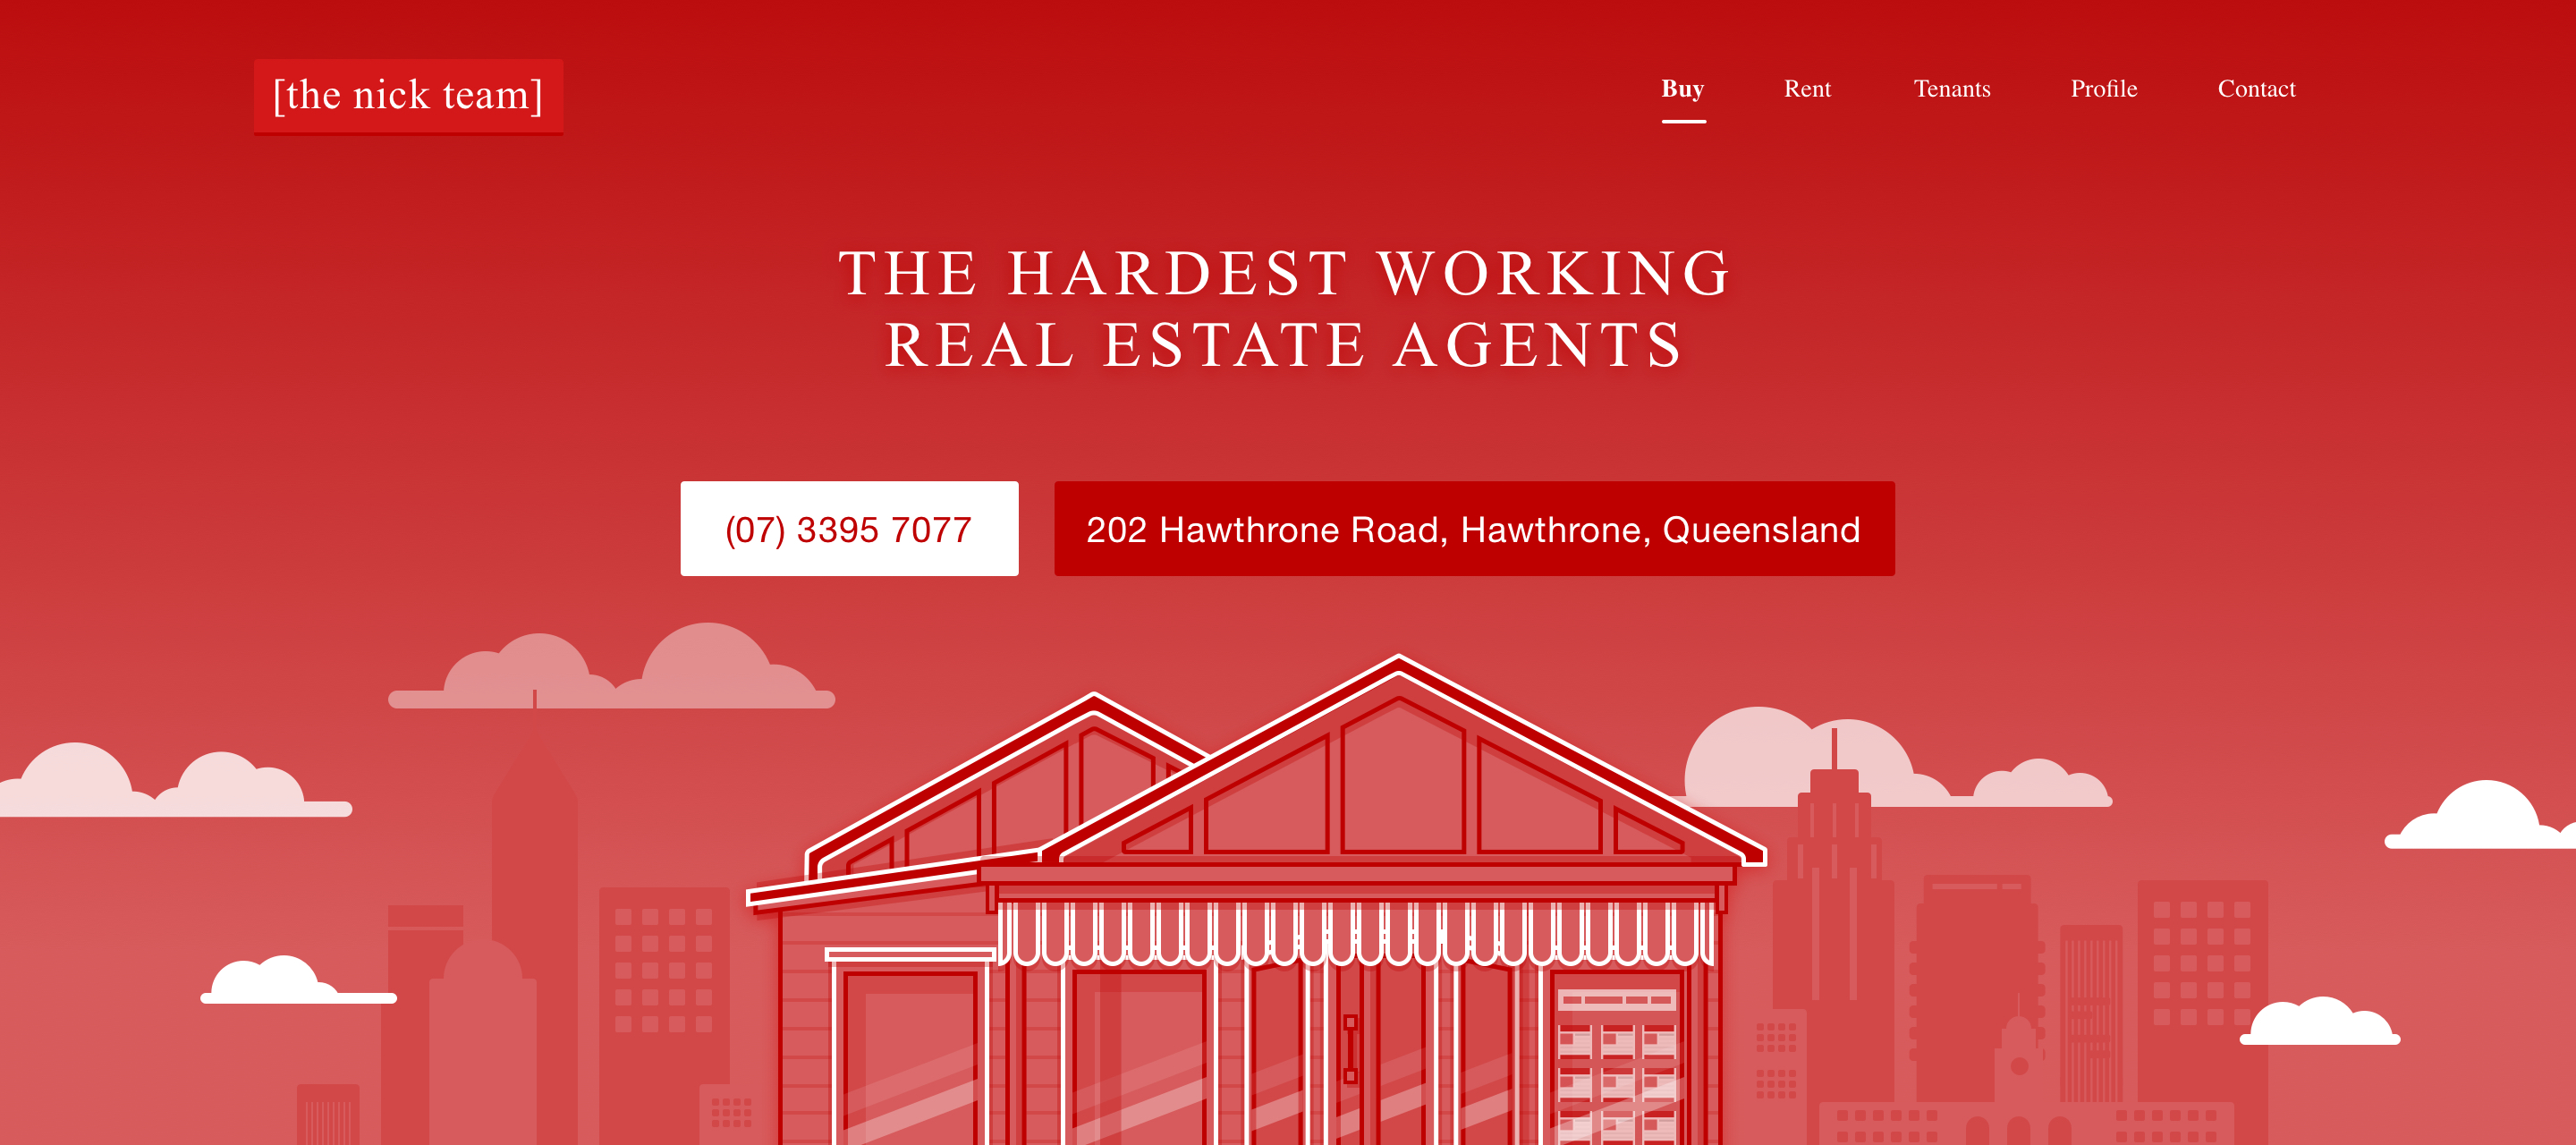 [the nick team]
Buy Rent Tenants Profile Contact
THE HARDEST WORKING
REAL ESTATE AGENTS
(07) 3395 7077
202 Hawthrone Road, Hawthrone, Queensland